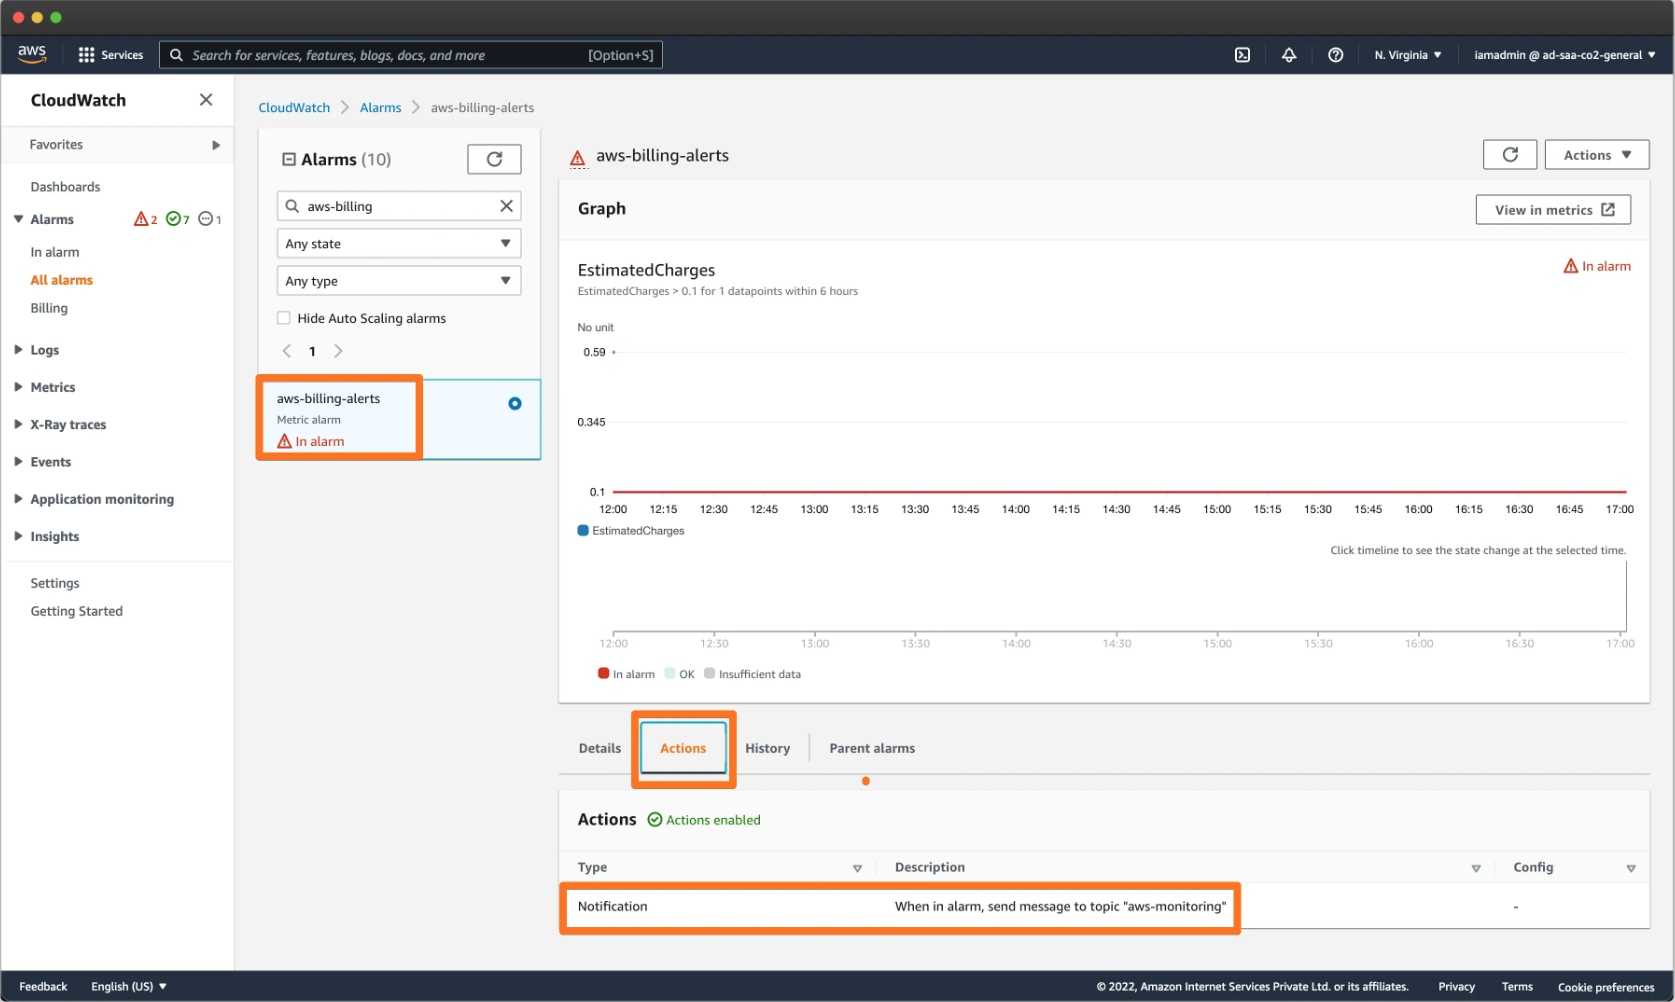 aws
Services
Search for services, features, blogs, docs, and more
[Option+S]
N. Virginia
iamadmin @ ad-saa-co2-general
CloudWatch
Favorites
Dashboards
Alarms
2
7
1
In alarm
All alarms
Billing
Logs
Metrics
X-Ray traces
Events
Application monitoring
Insights
Settings
Getting Started
CloudWatch
Alarms
aws-billing-alerts
Alarms (10)
aws-billing
Any state
Any type
Hide Auto Scaling alarms
1
aws-billing-alerts
Metric alarm
In alarm
aws-billing-alerts
Actions
Graph
View in metrics
EstimatedCharges
In alarm
EstimatedCharges > 0.1 for 1 datapoints within 6 hours
No unit
0.59
0.345
0.1
12:00 12:15 12:30 12:45 13:00 13:15 13:30 13:45 14:00 14:15 14:30 14:45 15:00 15:15 15:30 15:45 16:00 16:15 16:30 16:45 17:00
EstimatedCharges
Click timeline to see the state change at the selected time.
12:00 12:30 13:00 13:30 14:00 14:30 15:00 15:30 16:00 16:30 17:00
In alarm OK Insufficient data
Details Actions History Parent alarms
Actions Actions enabled
Type Description Config
Notification When in alarm, send message to topic "aws-monitoring" -
Feedback English (US) © 2022, Amazon Internet Services Private Ltd. or its affiliates. Privacy Terms Cookie preferences